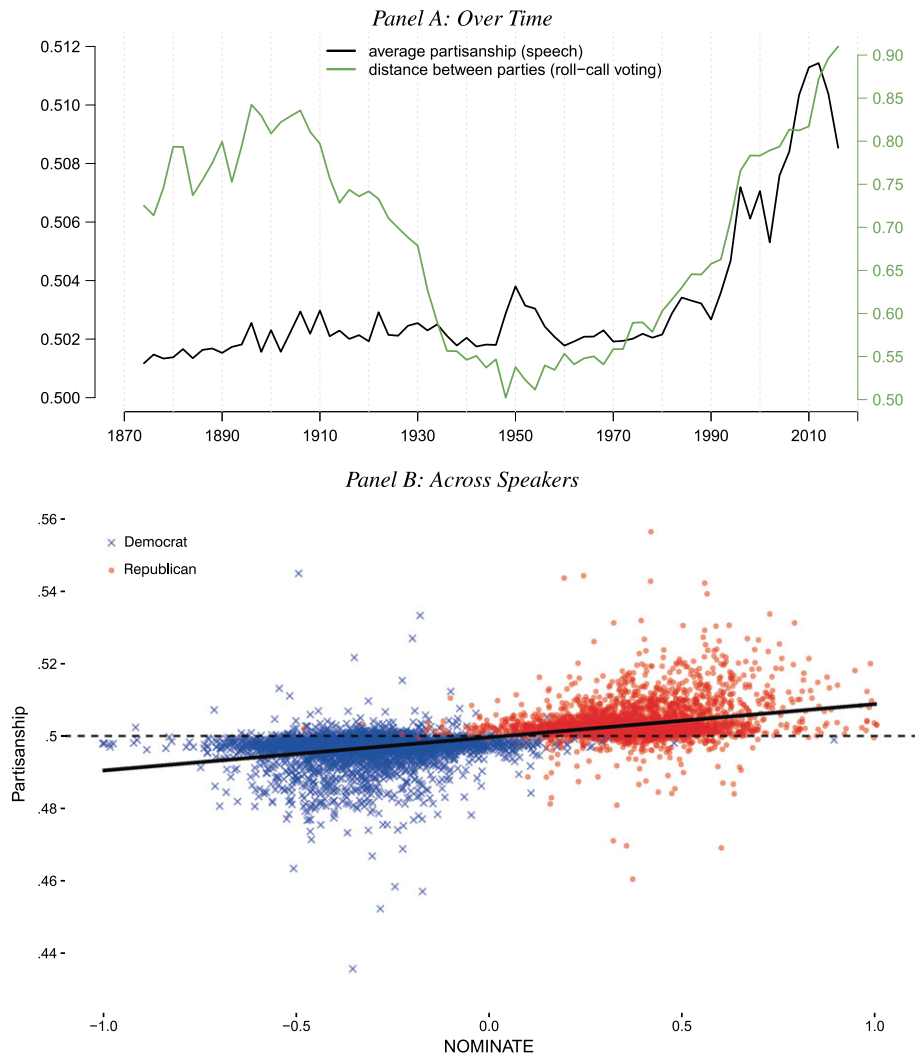 Panel A: Over Time
average partisanship (speech)
distance between parties (roll−call voting)
0.512
0.510
0.508
0.506
0.504
0.502
0.500
0.90
0.85
0.80
0.75
0.70
0.65
0.60
0.55
0.50
1870 1890 1910 1930 1950 1970 1990 2010
Panel B: Across Speakers
Democrat
Republican
Partisanship
.56
.54
.52
.5
.48
.46
.44
−1.0 −0.5 0.0 0.5 1.0
NOMINATE